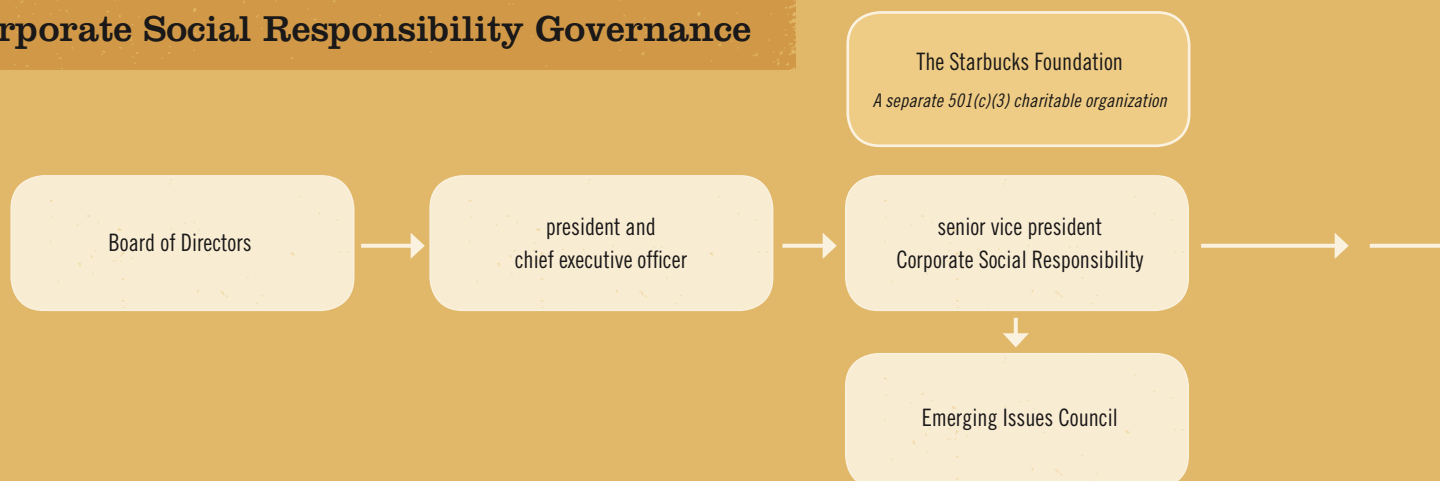 rporate Social Responsibility Governance
The Starbucks Foundation
A separate 501(c)(3) charitable organization
Board of Directors
president and
chief executive officer
senior vice president
Corporate Social Responsibility
Emerging Issues Council